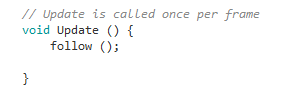 // Update is called once per frame
void Update () {
    follow ();
}